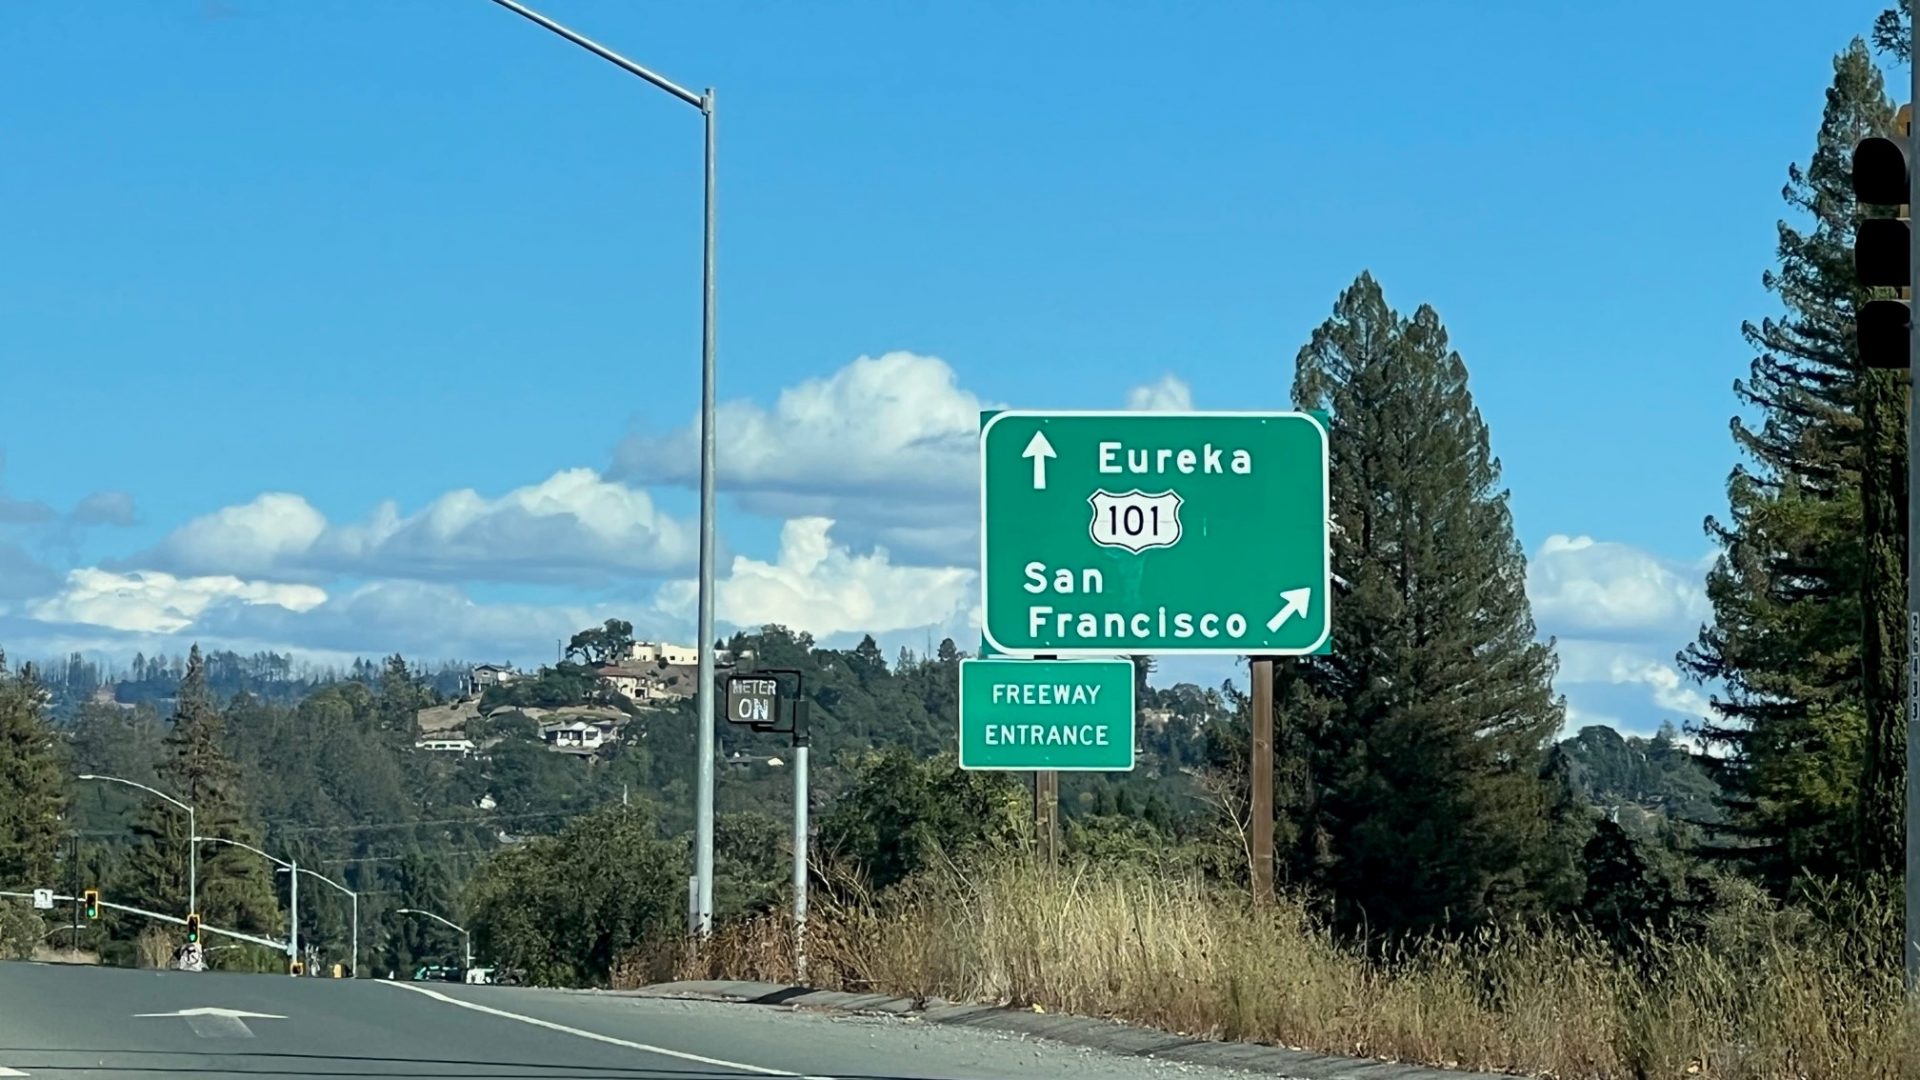 Eureka
101
San
Francisco
METER
ON
FREEWAY
ENTRANCE